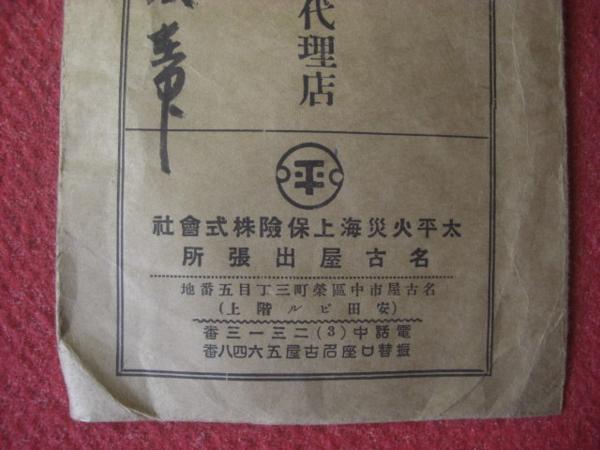 代理店
章
平
太平火災海上保險株式會社
名古屋出張所
名古屋市中區榮町三丁目五番地
(安田ビル階上)
電話中(3)二三一三番
振替口座名古屋五六四八番